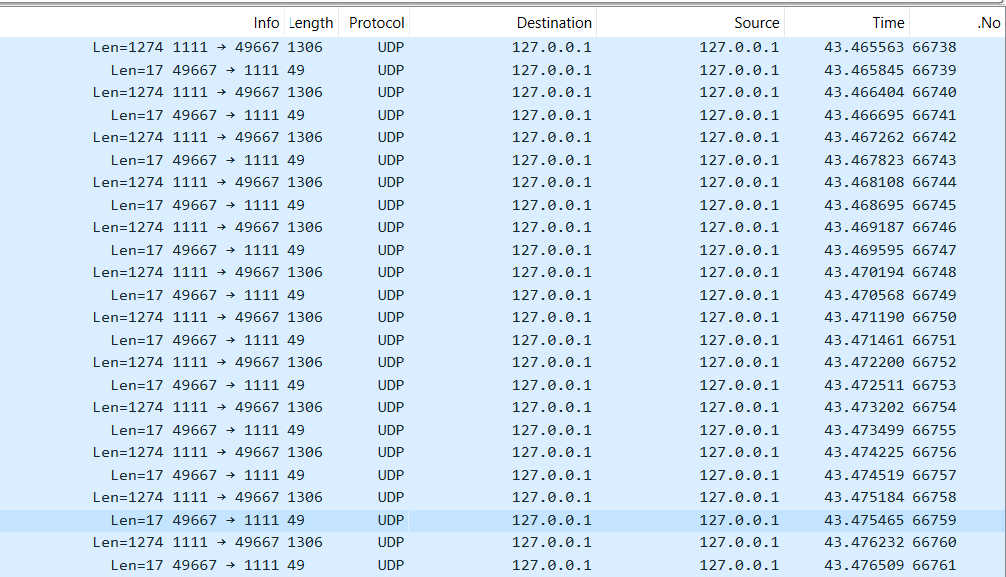 Info Length Protocol Destination Source Time .No
Len=1274 1111 → 49667 1306 UDP 127.0.0.1 127.0.0.1 43.465563 66738
Len=17 49667 → 1111 49 UDP 127.0.0.1 127.0.0.1 43.465845 66739
Len=1274 1111 → 49667 1306 UDP 127.0.0.1 127.0.0.1 43.466404 66740
Len=17 49667 → 1111 49 UDP 127.0.0.1 127.0.0.1 43.466695 66741
Len=1274 1111 → 49667 1306 UDP 127.0.0.1 127.0.0.1 43.467262 66742
Len=17 49667 → 1111 49 UDP 127.0.0.1 127.0.0.1 43.467823 66743
Len=1274 1111 → 49667 1306 UDP 127.0.0.1 127.0.0.1 43.468108 66744
Len=17 49667 → 1111 49 UDP 127.0.0.1 127.0.0.1 43.468695 66745
Len=1274 1111 → 49667 1306 UDP 127.0.0.1 127.0.0.1 43.469187 66746
Len=17 49667 → 1111 49 UDP 127.0.0.1 127.0.0.1 43.469595 66747
Len=1274 1111 → 49667 1306 UDP 127.0.0.1 127.0.0.1 43.470194 66748
Len=17 49667 → 1111 49 UDP 127.0.0.1 127.0.0.1 43.470568 66749
Len=1274 1111 → 49667 1306 UDP 127.0.0.1 127.0.0.1 43.471190 66750
Len=17 49667 → 1111 49 UDP 127.0.0.1 127.0.0.1 43.471461 66751
Len=1274 1111 → 49667 1306 UDP 127.0.0.1 127.0.0.1 43.472200 66752
Len=17 49667 → 1111 49 UDP 127.0.0.1 127.0.0.1 43.472511 66753
Len=1274 1111 → 49667 1306 UDP 127.0.0.1 127.0.0.1 43.473202 66754
Len=17 49667 → 1111 49 UDP 127.0.0.1 127.0.0.1 43.473499 66755
Len=1274 1111 → 49667 1306 UDP 127.0.0.1 127.0.0.1 43.474225 66756
Len=17 49667 → 1111 49 UDP 127.0.0.1 127.0.0.1 43.474519 66757
Len=1274 1111 → 49667 1306 UDP 127.0.0.1 127.0.0.1 43.475184 66758
Len=17 49667 → 1111 49 UDP 127.0.0.1 127.0.0.1 43.475465 66759
Len=1274 1111 → 49667 1306 UDP 127.0.0.1 127.0.0.1 43.476232 66760
Len=17 49667 → 1111 49 UDP 127.0.0.1 127.0.0.1 43.476509 66761